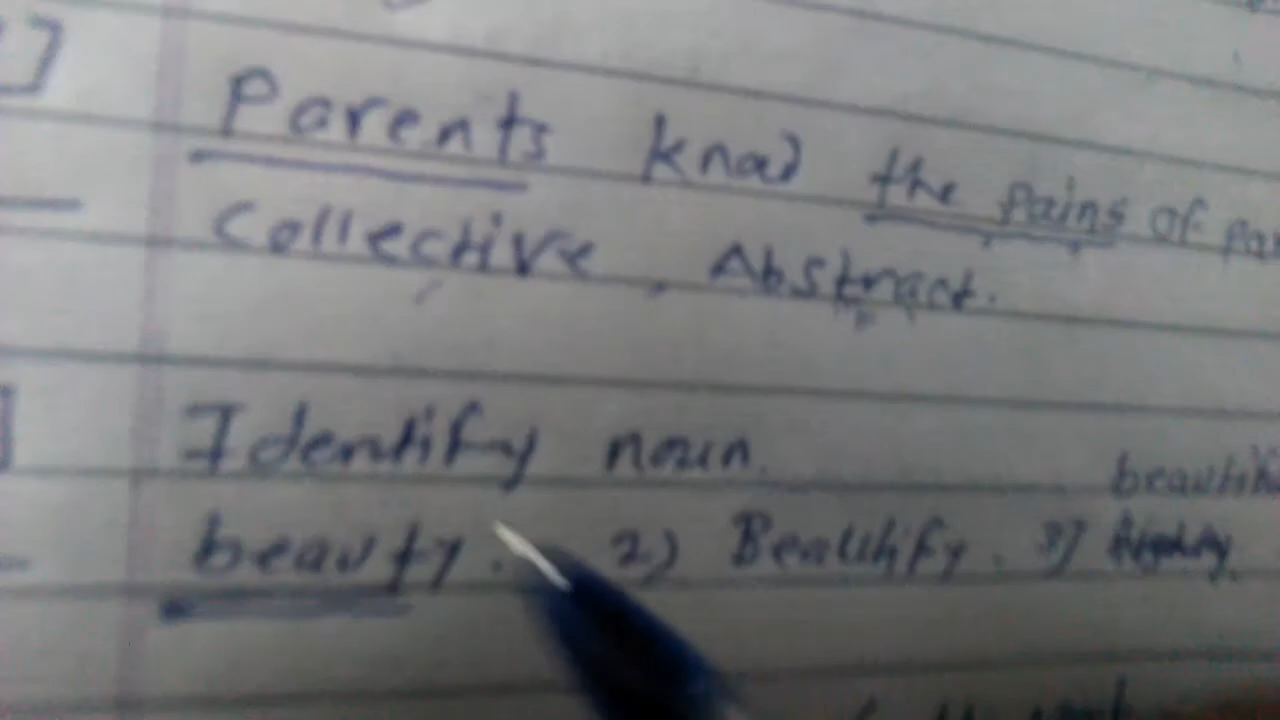 Parents know the pains of
Collective, Abstract.
Identify noun.
beauty. 2) Beautify. 3)